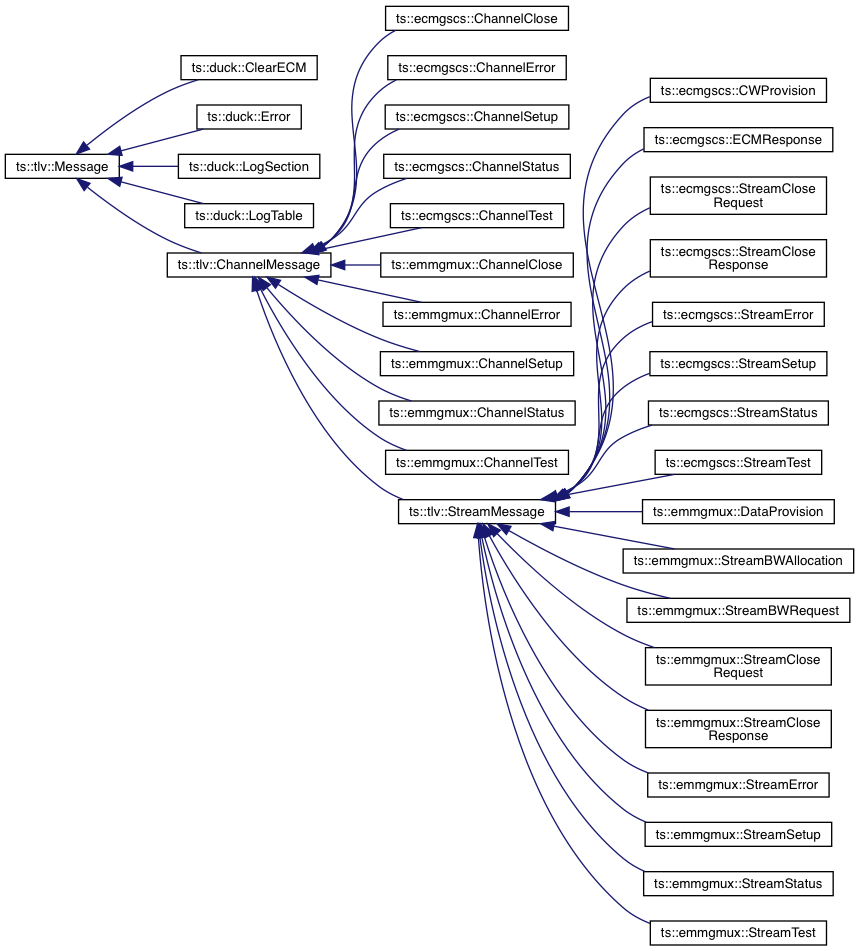 ts::tlv::Message
ts::duck::ClearECM
ts::duck::Error
ts::duck::LogSection
ts::duck::LogTable
ts::tlv::ChannelMessage
ts::ecmgscs::ChannelClose
ts::ecmgscs::ChannelError
ts::ecmgscs::ChannelSetup
ts::ecmgscs::ChannelStatus
ts::ecmgscs::ChannelTest
ts::emmgmux::ChannelClose
ts::emmgmux::ChannelError
ts::emmgmux::ChannelSetup
ts::emmgmux::ChannelStatus
ts::emmgmux::ChannelTest
ts::tlv::StreamMessage
ts::ecmgscs::CWProvision
ts::ecmgscs::ECMResponse
ts::ecmgscs::StreamClose
Request
ts::ecmgscs::StreamClose
Response
ts::ecmgscs::StreamError
ts::ecmgscs::StreamSetup
ts::ecmgscs::StreamStatus
ts::ecmgscs::StreamTest
ts::emmgmux::DataProvision
ts::emmgmux::StreamBWAllocation
ts::emmgmux::StreamBWRequest
ts::emmgmux::StreamClose
Request
ts::emmgmux::StreamClose
Response
ts::emmgmux::StreamError
ts::emmgmux::StreamSetup
ts::emmgmux::StreamStatus
ts::emmgmux::StreamTest